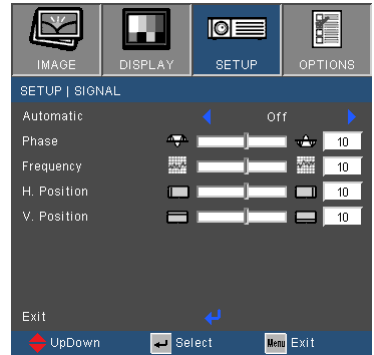 IMAGE DISPLAY SETUP OPTIONS
SETUP | SIGNAL
Automatic Off
Phase 10
Frequency 10
H. Position 10
V. Position 10
Exit
UpDown Select Menu Exit